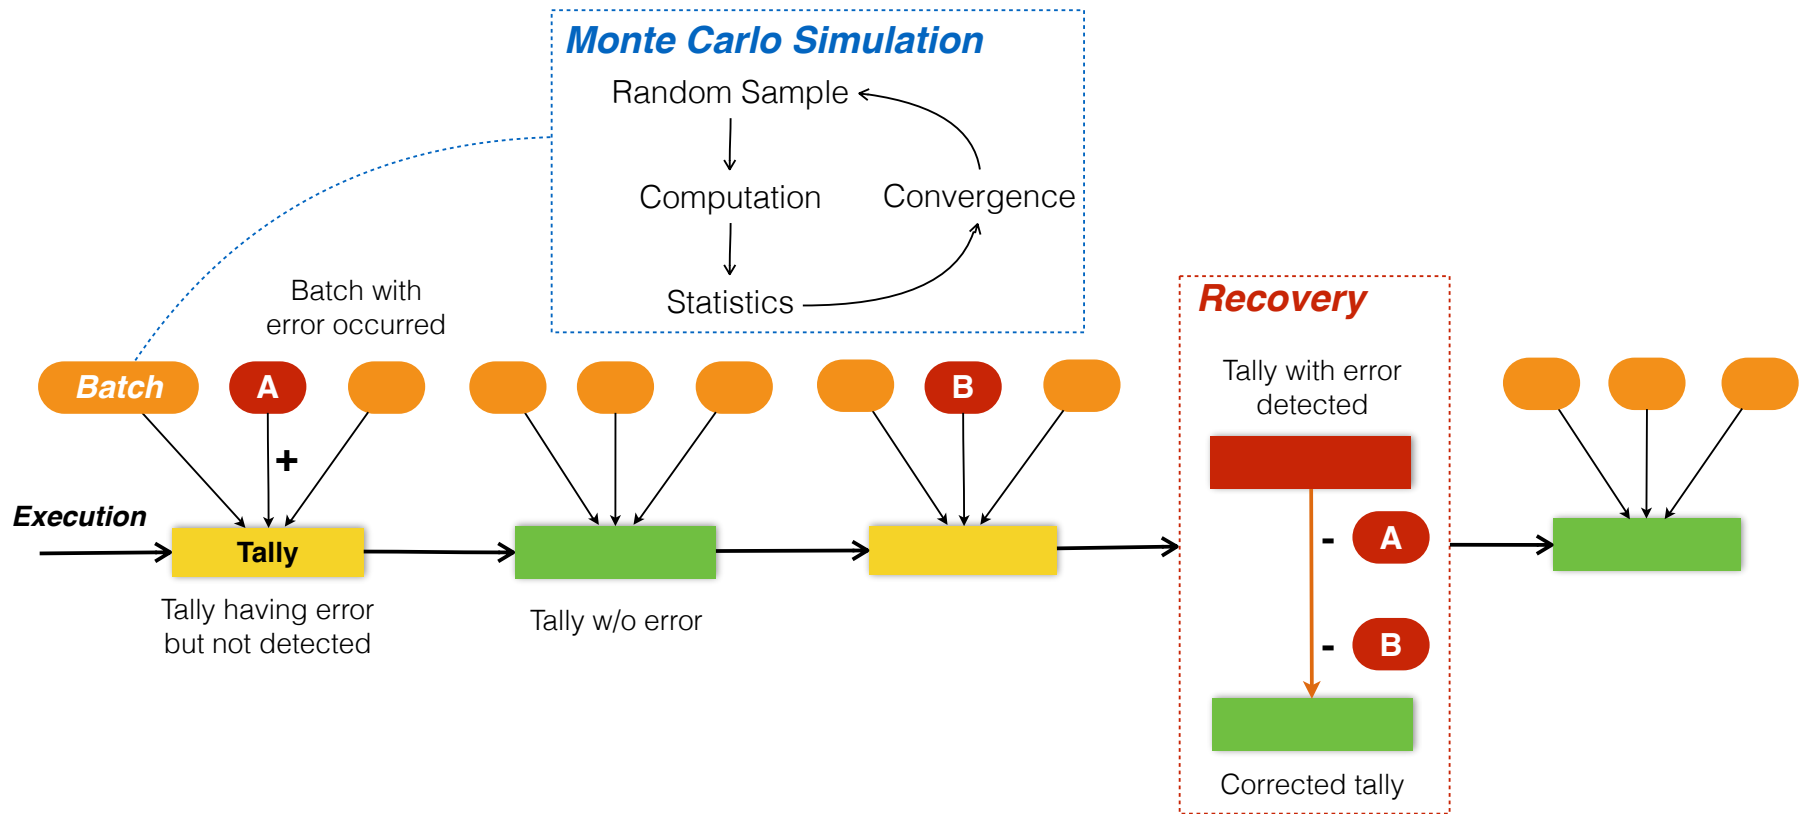 Monte Carlo Simulation
Random Sample
Computation
Convergence
Statistics
Batch with
error occurred
Batch
A
B
+
Execution
Tally
Tally having error
but not detected
Tally w/o error
Recovery
Tally with error
detected
- A
- B
Corrected tally